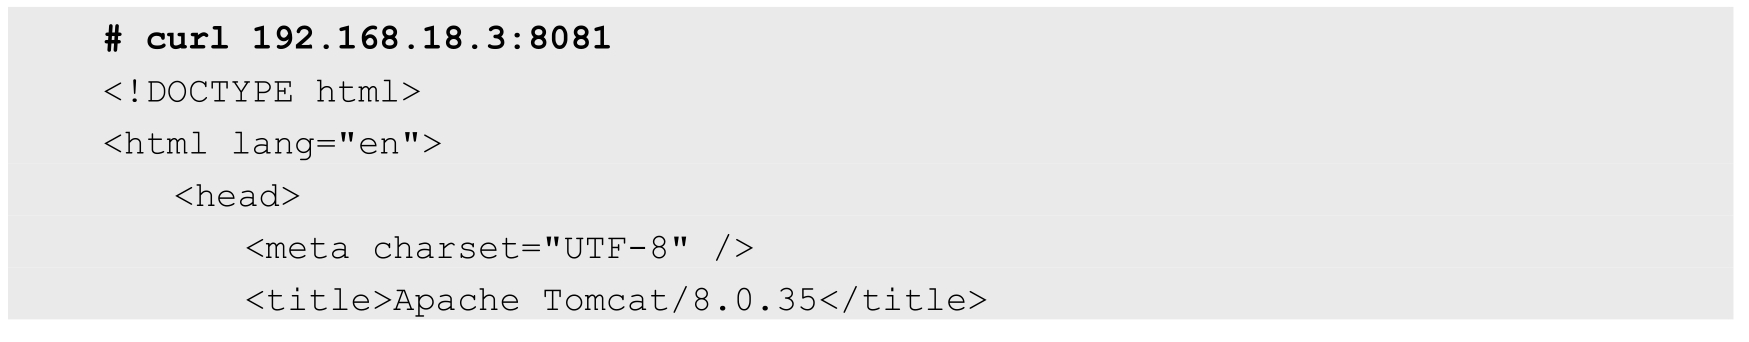 # curl 192.168.18.3:8081
<!DOCTYPE html>
<html lang="en">
<head>
<meta charset="UTF-8" />
<title>Apache Tomcat/8.0.35</title>